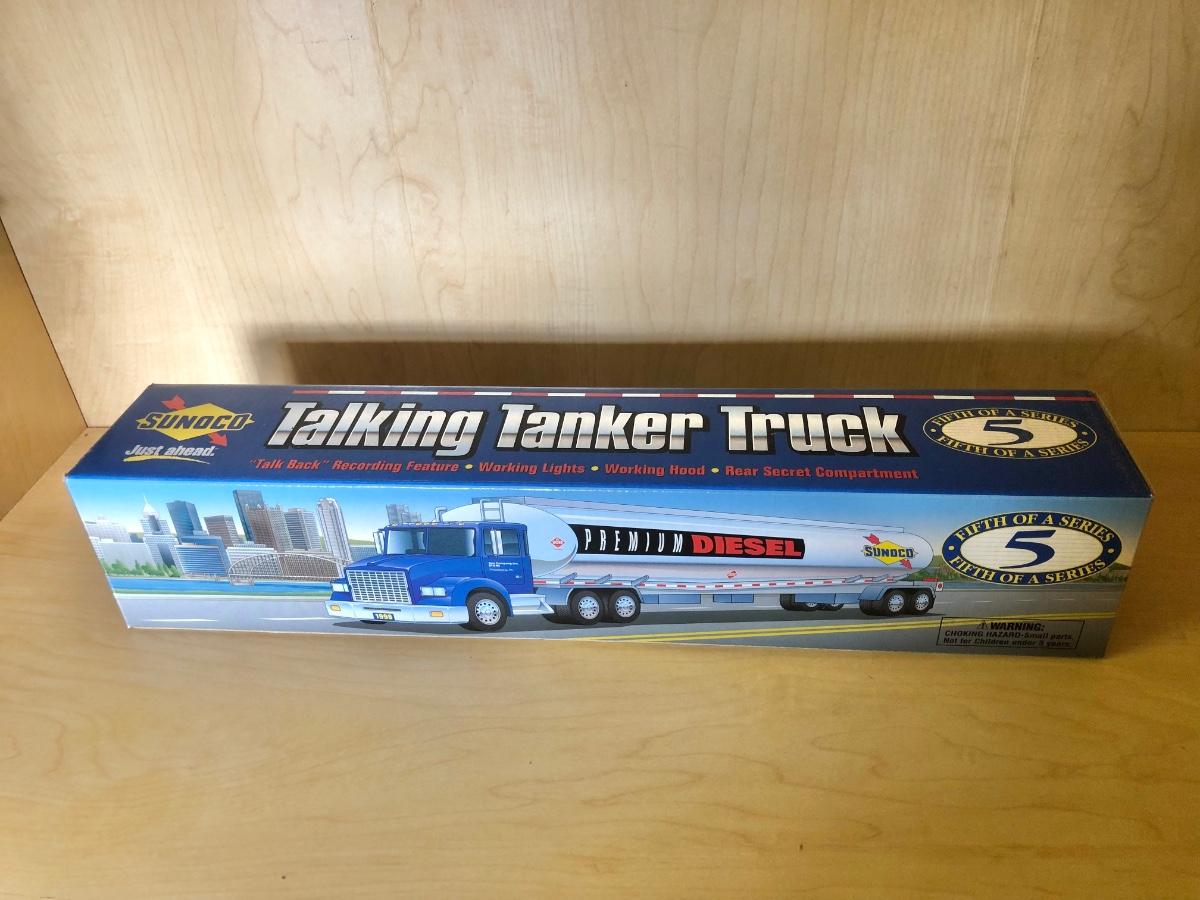 SUNOCO
Just ahead.
Talking Tanker Truck
"Talk Back" Recording Feature • Working Lights • Working Hood • Rear Secret Compartment
• FIFTH OF A SERIES •
5
FIFTH OF A SERIES
PREMIUM DIESEL
SUNOCO
1998
• FIFTH OF A SERIES •
5
FIFTH OF A SERIES
⚠ WARNING:
CHOKING HAZARD-Small parts.
Not for Children under 3 years.